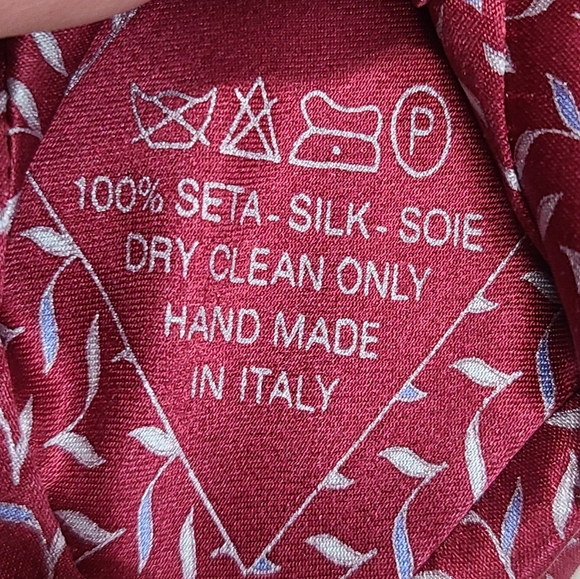 P
100% SETA - SILK - SOIE
DRY CLEAN ONLY
HAND MADE
IN ITALY